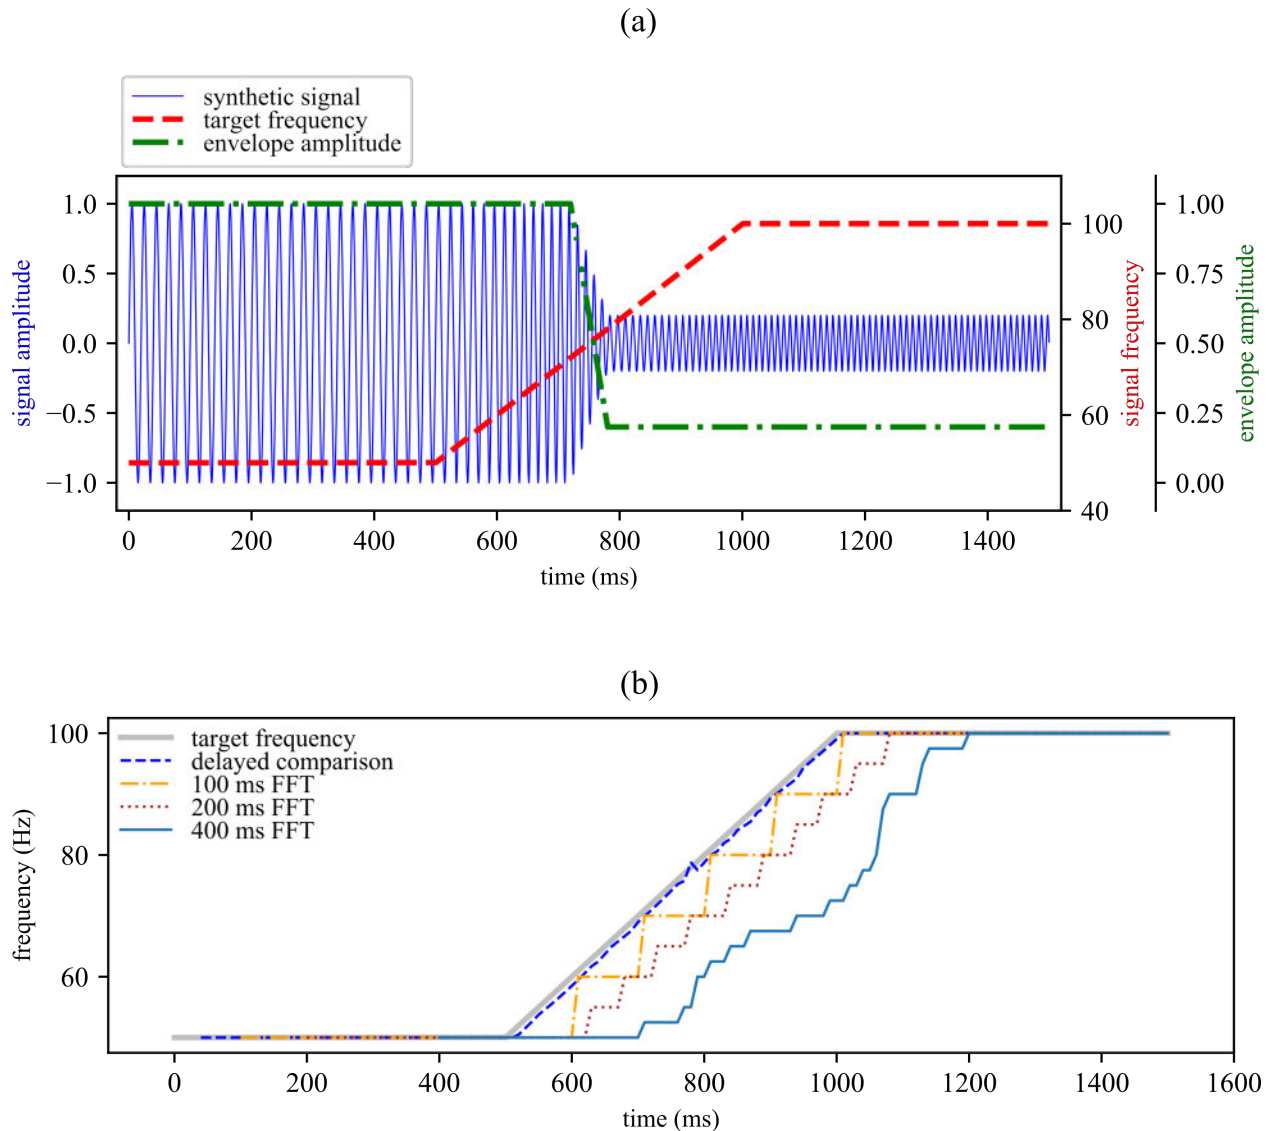 (a)
synthetic signal
target frequency
envelope amplitude
signal amplitude
1.0
0.5
0.0
−0.5
−1.0
0 200 400 600 800 1000 1200 1400
time (ms)
100
80
60
40
signal frequency
1.00
0.75
0.50
0.25
0.00
envelope amplitude
(b)
target frequency
delayed comparison
100 ms FFT
200 ms FFT
400 ms FFT
frequency (Hz)
100
80
60
0 200 400 600 800 1000 1200 1400 1600
time (ms)